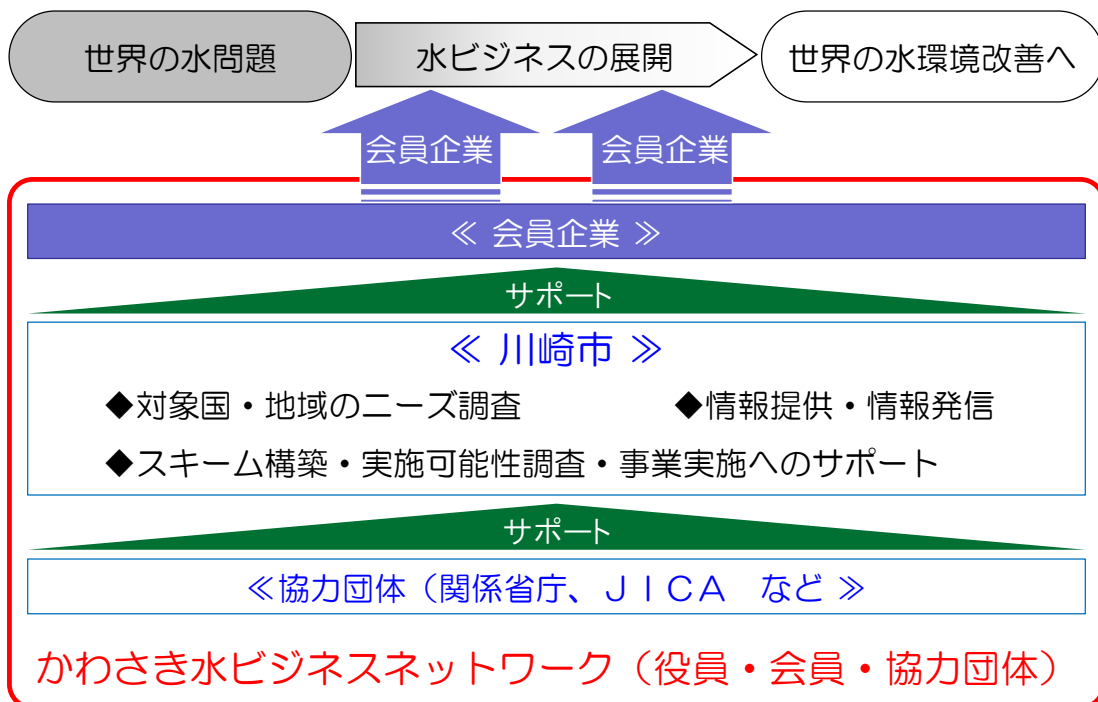 世界の水問題
水ビジネスの展開
世界の水環境改善へ
会員企業
会員企業
≪ 会員企業 ≫
サポート
≪ 川崎市 ≫
◆対象国・地域のニーズ調査
◆情報提供・情報発信
◆スキーム構築・実施可能性調査・事業実施へのサポート
サポート
≪協力団体（関係省庁、ＪＩＣＡ　など ≫
かわさき水ビジネスネットワーク（役員・会員・協力団体）